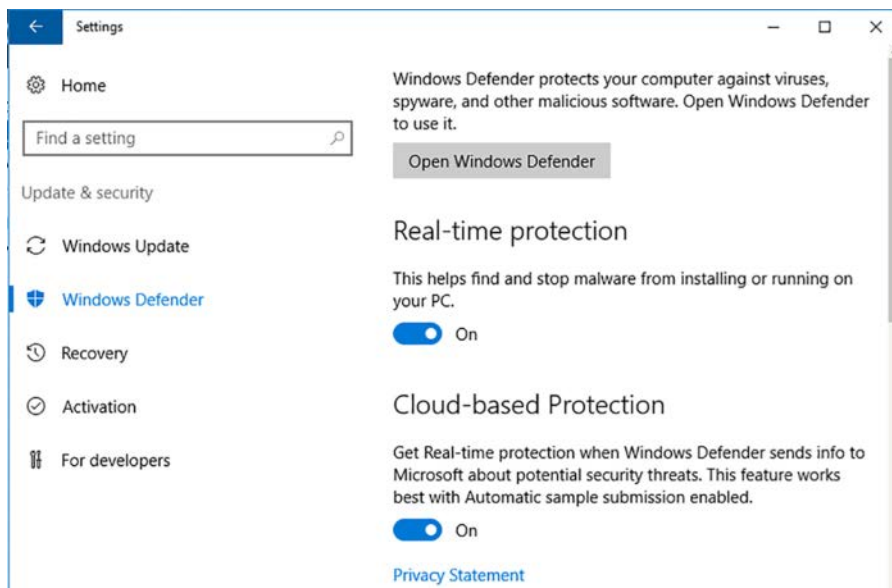 Settings
Home
Find a setting
Update & security
Windows Update
Windows Defender
Recovery
Activation
For developers
Windows Defender protects your computer against viruses,
spyware, and other malicious software. Open Windows Defender
to use it.
Open Windows Defender
Real-time protection
This helps find and stop malware from installing or running on
your PC.
On
Cloud-based Protection
Get Real-time protection when Windows Defender sends info to
Microsoft about potential security threats. This feature works
best with Automatic sample submission enabled.
On
Privacy Statement